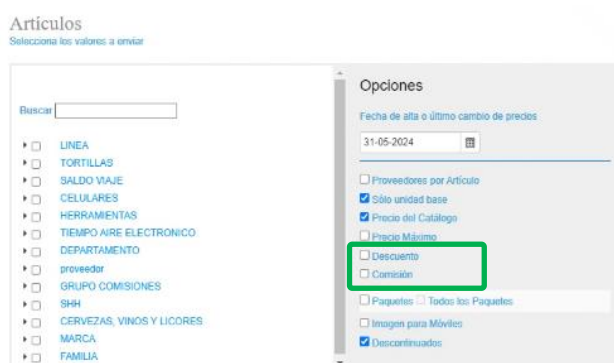 Artículos
Selecciona los valores a enviar
Buscar
LINEA
TORTILLAS
SALDO VIAJE
CELULARES
HERRAMIENTAS
TIEMPO AIRE ELECTRONICO
DEPARTAMENTO
proveedor
GRUPO COMISIONES
SHH
CERVEZAS, VINOS Y LICORES
MARCA
FAMILIA
Opciones
Fecha de alta o último cambio de precios
31-05-2024
Proveedores por Artículo
Sólo unidad base
Precio del Catálogo
Precio Máximo
Descuento
Comisión
Paquetes Todos los Paquetes
Imagen para Móviles
Descontinuados